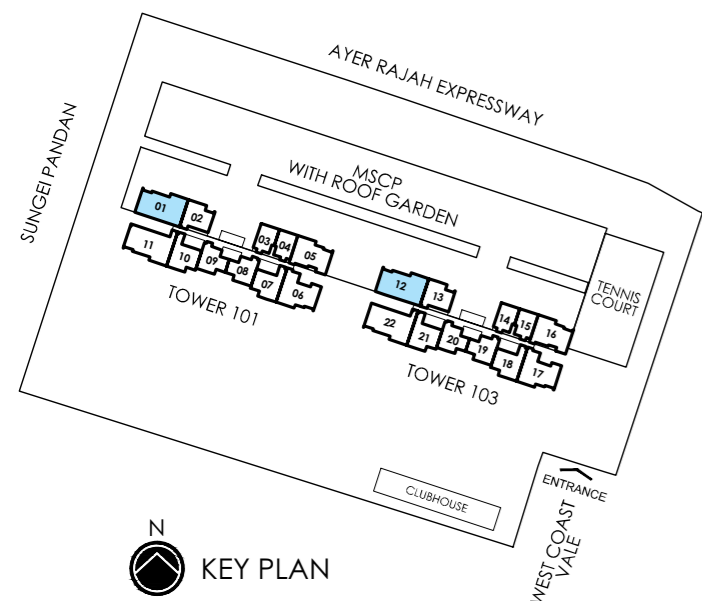 AYER RAJAH EXPRESSWAY
SUNGEI PANDAN
MSCP
WITH ROOF GARDEN
TENNIS
COURT
01
02
03
04
05
11
10
09
08
07
06
TOWER 101
12
13
14
15
16
22
21
20
19
18
17
TOWER 103
CLUBHOUSE
ENTRANCE
WEST COAST
VALE
N
KEY PLAN